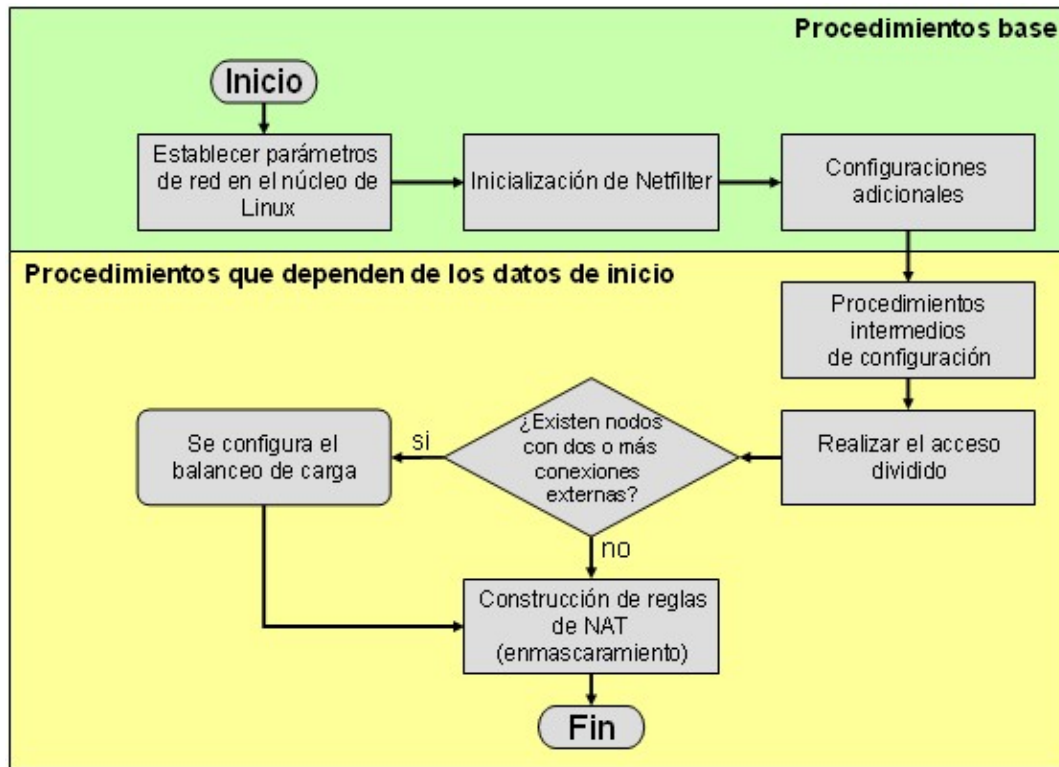 Procedimientos base
Inicio
Establecer parámetros
de red en el núcleo de
Linux
Inicialización de Netfilter
Configuraciones
adicionales
Procedimientos que dependen de los datos de inicio
Procedimientos
intermedios
de configuración
Realizar el acceso
dividido
¿Existen nodos
con dos o más
conexiones
externas?
si
Se configura el
balanceo de carga
no
Construcción de reglas
de NAT
(enmascaramiento)
Fin